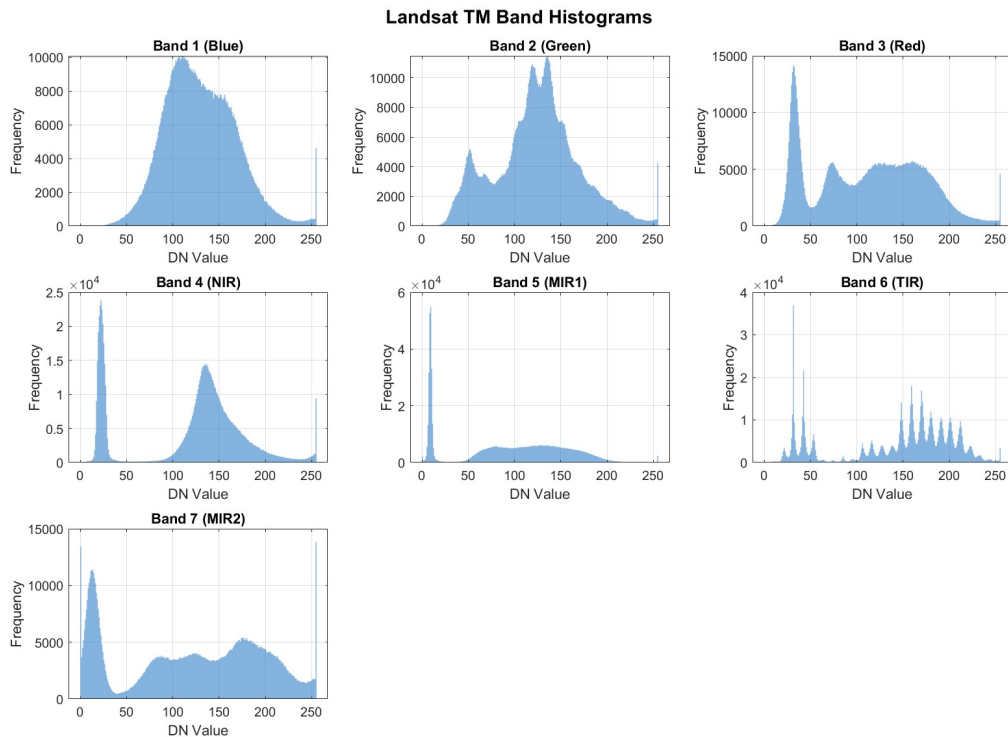 Landsat TM Band Histograms
Band 1 (Blue)
10000
8000
6000
4000
2000
0
Frequency
0 50 100 150 200 250
DN Value
Band 2 (Green)
10000
8000
6000
4000
2000
0
Frequency
0 50 100 150 200 250
DN Value
Band 3 (Red)
15000
10000
5000
0
Frequency
0 50 100 150 200 250
DN Value
Band 4 (NIR)
×10^4
2.5
2
1.5
1
0.5
0
Frequency
0 50 100 150 200 250
DN Value
Band 5 (MIR1)
×10^4
6
4
2
0
Frequency
0 50 100 150 200 250
DN Value
Band 6 (TIR)
×10^4
4
3
2
1
0
Frequency
0 50 100 150 200 250
DN Value
Band 7 (MIR2)
15000
10000
5000
0
Frequency
0 50 100 150 200 250
DN Value